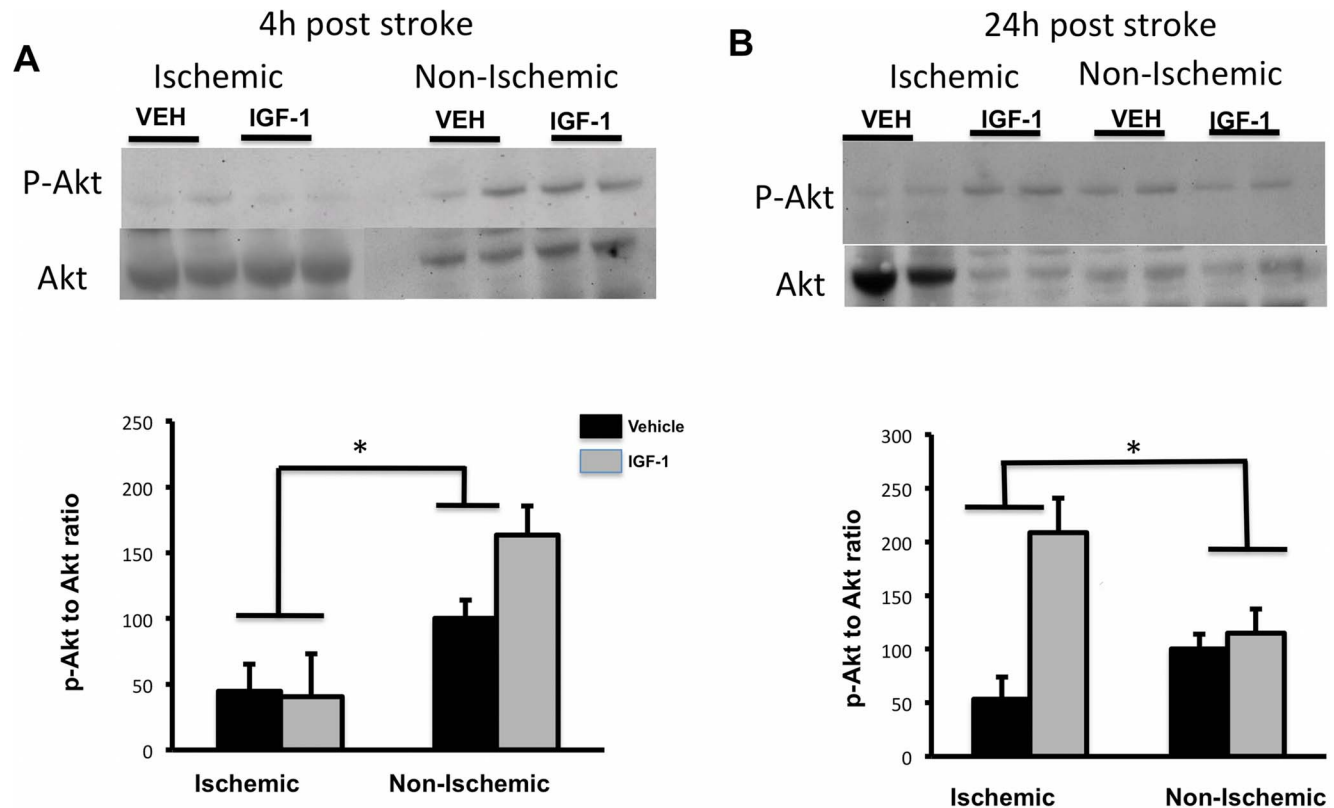 4h post stroke
A
Ischemic Non-Ischemic
VEH IGF-1 VEH IGF-1
P-Akt
Akt
250
200
150
100
50
0
p-Akt to Akt ratio
*
Vehicle
IGF-1
Ischemic Non-Ischemic
24h post stroke
B
Ischemic Non-Ischemic
VEH IGF-1 VEH IGF-1
P-Akt
Akt
300
250
200
150
100
50
0
p-Akt to Akt ratio
*
Ischemic Non-Ischemic